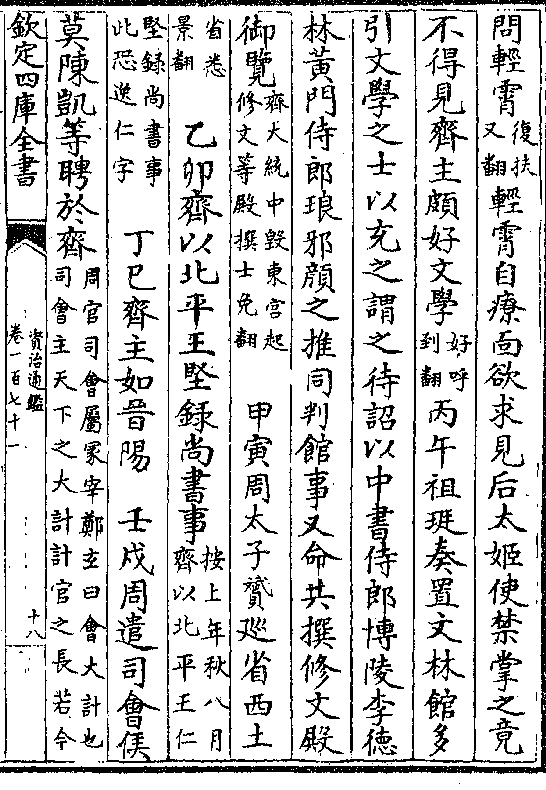 問輕霄復扶又翻輕霄自療面欲求見后太姬使禁掌之竟
不得見齊主頗好文學好呼到翻丙午祖珽奏置文林館多
引文學之士以充之謂之待詔以中書侍郎博陵李德
林黄門侍郎琅邪顔之推同判館事又命共撰修文殿
御覽齊天統中毁東宫起修文等殿撰士免翻 甲寅周太子贇廵省西土
省悉景翻 乙卯齊以北平王堅錄尚書事按上年秋八月齊以北平王仁
堅錄尚書事此恐逸仁字 丁巳齊主如晉陽 壬戌周遣司會侯
莫陳凱等聘於齊周官司會屬冢宰鄭玄曰會大計也司會主天下之大計計官之長若今
欽定四庫全書
資治通鑑
卷一百七十一
十八